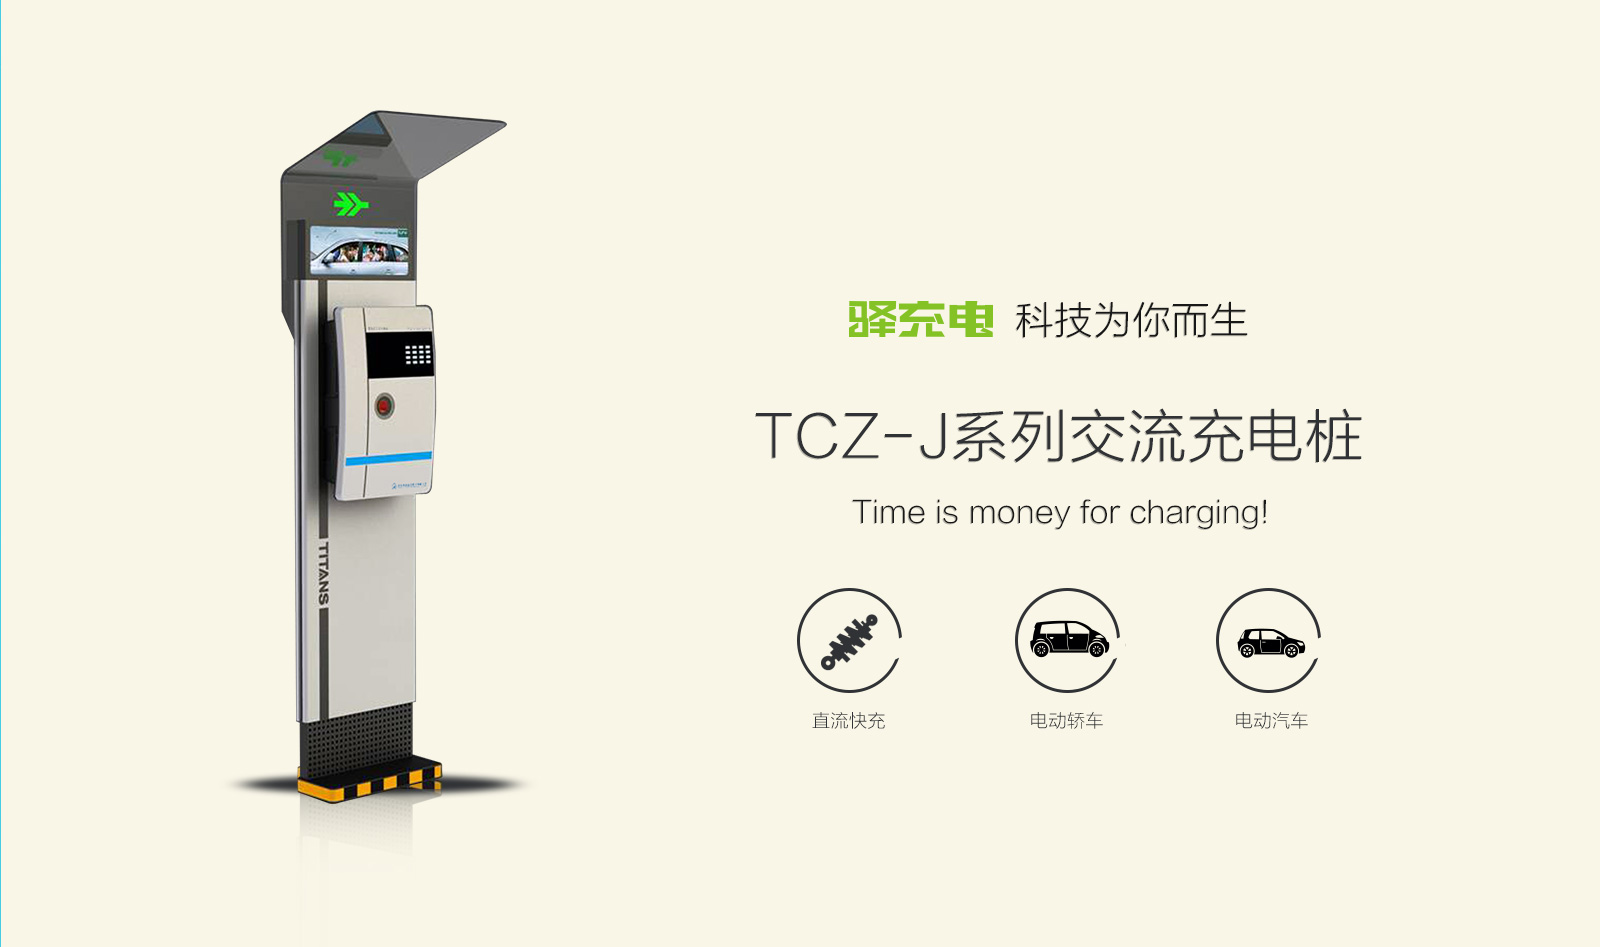 驿充电 科技为你而生
TCZ-J系列交流充电桩
Time is money for charging!
直流快充
电动轿车
电动汽车
TITANS